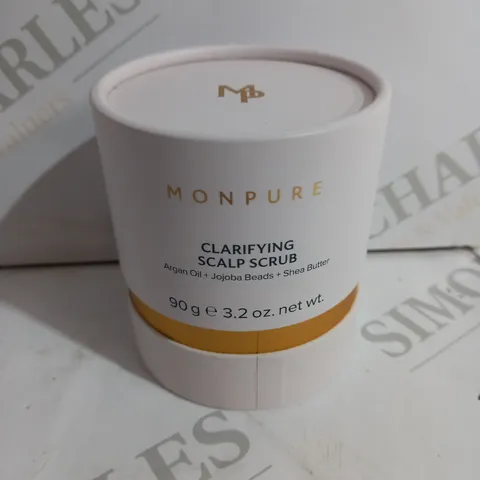 MONPURE
CLARIFYING
SCALP SCRUB
Argan Oil + Jojoba Beads + Shea Butter
90 g e 3.2 oz. net wt.